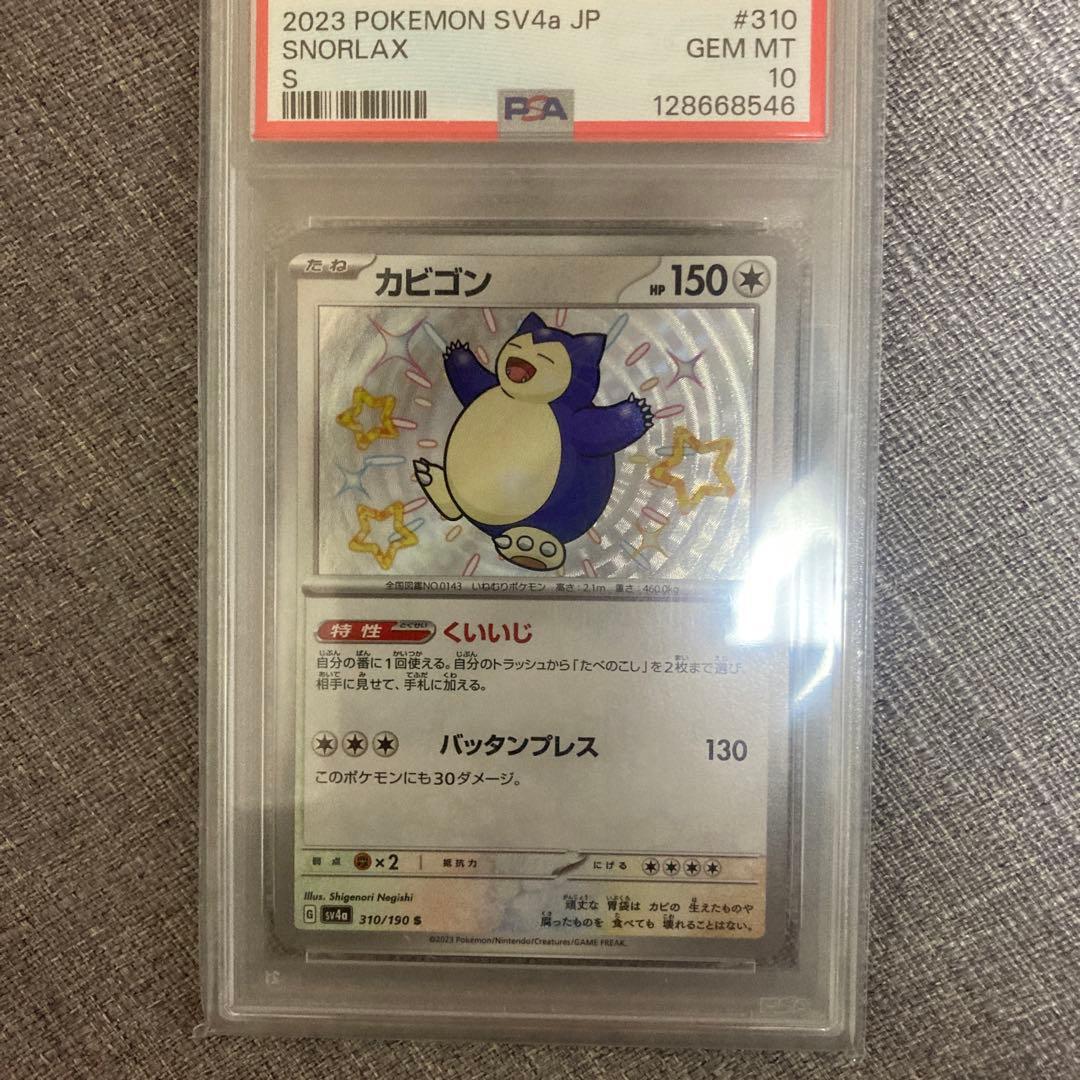 2023 POKEMON SV4a JP #310
SNORLAX GEM MT
S 10
PSA 128668546
たね カビゴン HP 150
全国図鑑NO.0143 いねむりポケモン 高さ:2.1m 重さ:460.0kg
特性 とくせい くいいじ
自分の番に1回使える。自分のトラッシュから「たべのこし」を2枚まで選び、
相手に見せて、手札に加える。
バッタンプレス 130
このポケモンにも30ダメージ。
弱点 ×2 抵抗力 にげる
Illus. Shigenori Negishi
G sv4a 310/190 S
頑丈な 胃袋は カビの 生えたものや
腐ったものを 食べても 壊れることはない。
©2023 Pokémon/Nintendo/Creatures/GAME FREAK.